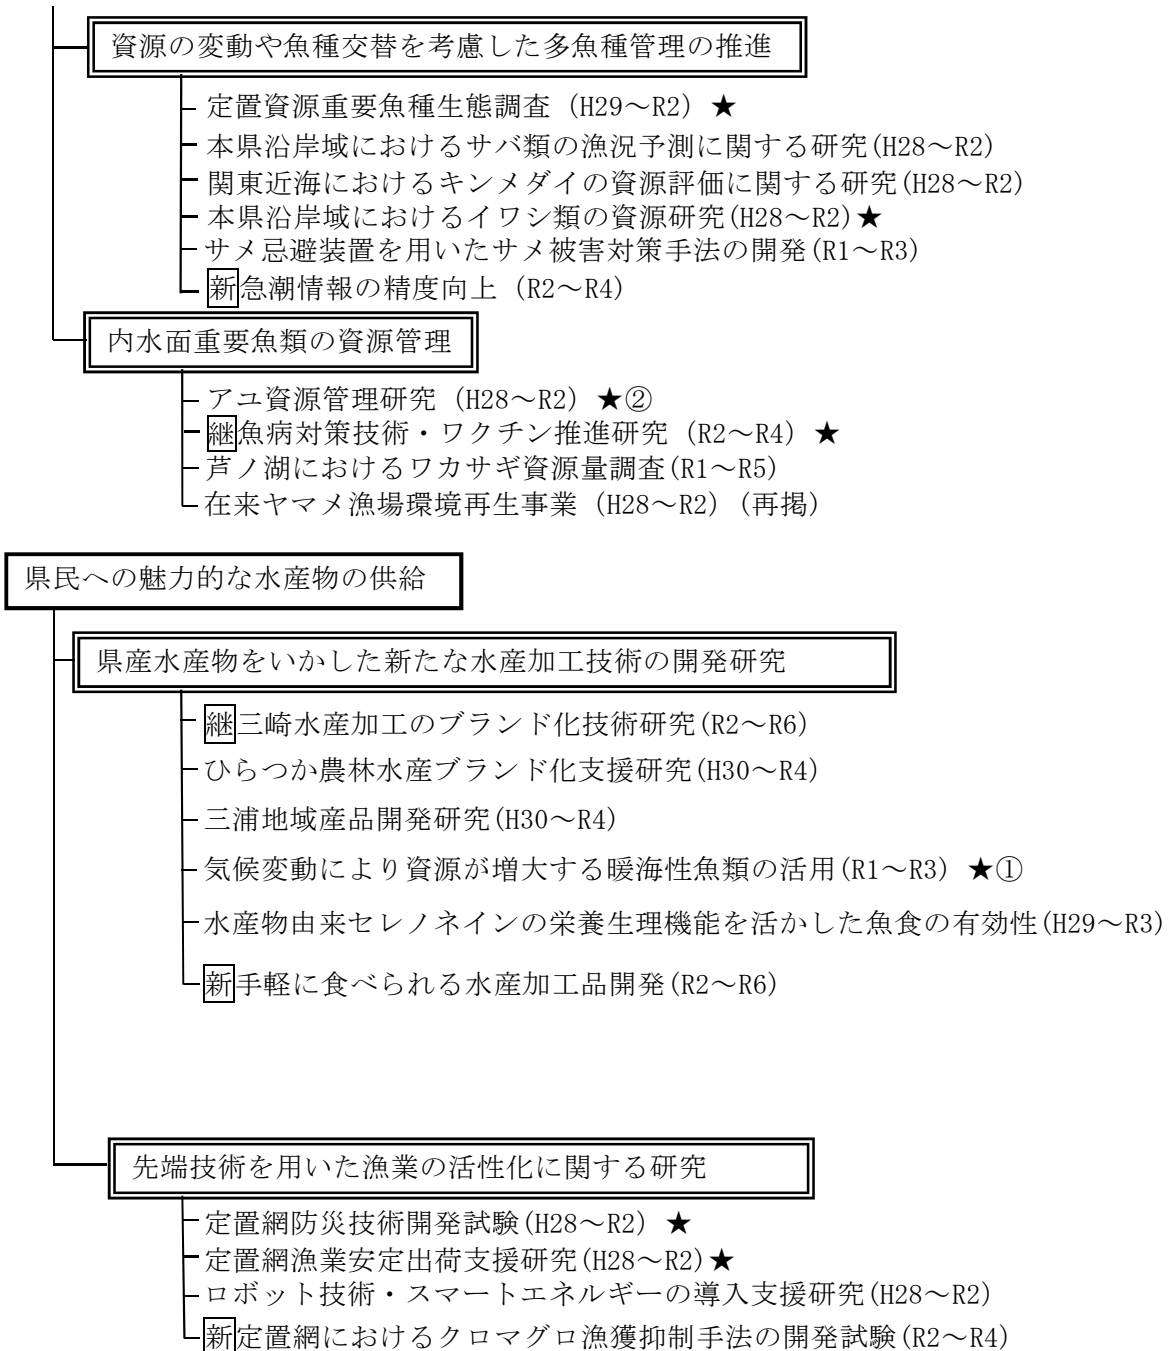 資源の変動や魚種交替を考慮した多魚種管理の推進
定置資源重要魚種生態調査 (H29～R2) ★
本県沿岸域におけるサバ類の漁況予測に関する研究(H28～R2)
関東近海におけるキンメダイの資源評価に関する研究(H28～R2)
本県沿岸域におけるイワシ類の資源研究(H28～R2)★
サメ忌避装置を用いたサメ被害対策手法の開発(R1～R3)
新急潮情報の精度向上 (R2～R4)
内水面重要魚類の資源管理
アユ資源管理研究 (H28～R2) ★②
継魚病対策技術・ワクチン推進研究 (R2～R4) ★
芦ノ湖におけるワカサギ資源量調査(R1～R5)
在来ヤマメ漁場環境再生事業 (H28～R2) (再掲)
県民への魅力的な水産物の供給
県産水産物をいかした新たな水産加工技術の開発研究
継三崎水産加工のブランド化技術研究(R2～R6)
ひらつか農林水産ブランド化支援研究(H30～R4)
三浦地域産品開発研究(H30～R4)
気候変動により資源が増大する暖海性魚類の活用(R1～R3) ★①
水産物由来セレノネインの栄養生理機能を活かした魚食の有効性(H29～R3)
新手軽に食べられる水産加工品開発(R2～R6)
先端技術を用いた漁業の活性化に関する研究
定置網防災技術開発試験(H28～R2) ★
定置網漁業安定出荷支援研究(H28～R2)★
ロボット技術・スマートエネルギーの導入支援研究(H28～R2)
新定置網におけるクロマグロ漁獲抑制手法の開発試験(R2～R4)